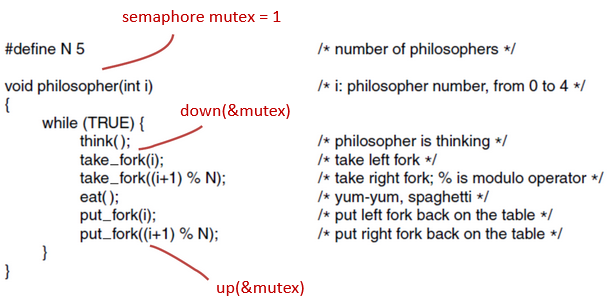 semaphore mutex = 1
#define N 5 /* number of philosophers */
void philosopher(int i) /* i: philosopher number, from 0 to 4 */
{
down(&mutex)
while (TRUE) {
think( ); /* philosopher is thinking */
take_fork(i); /* take left fork */
take_fork((i+1) % N); /* take right fork; % is modulo operator */
eat( ); /* yum-yum, spaghetti */
put_fork(i); /* put left fork back on the table */
put_fork((i+1) % N); /* put right fork back on the table */
}
}
up(&mutex)